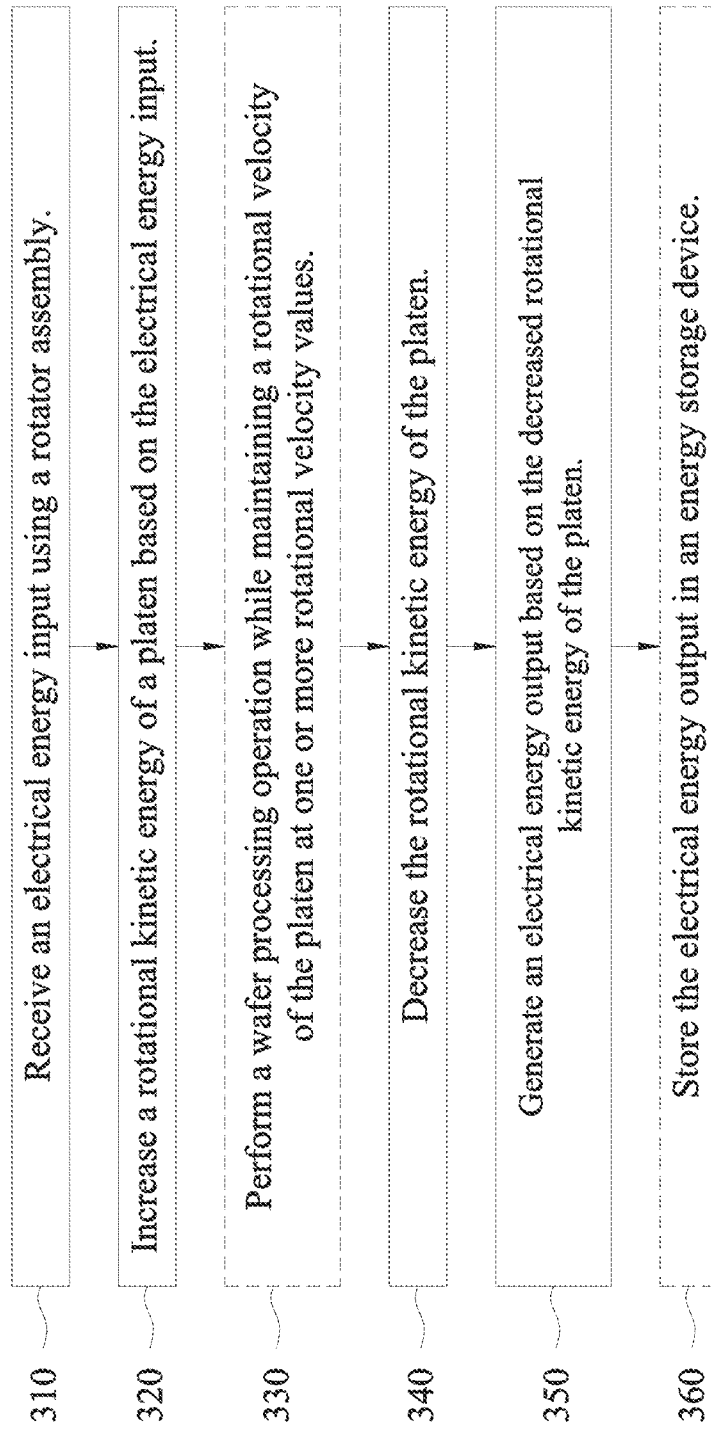 310
Receive an electrical energy input using a rotator assembly.
320
Increase a rotational kinetic energy of a platen based on the electrical energy input.
330
Perform a wafer processing operation while maintaining a rotational velocity
of the platen at one or more rotational velocity values.
340
Decrease the rotational kinetic energy of the platen.
350
Generate an electrical energy output based on the decreased rotational
kinetic energy of the platen.
360
Store the electrical energy output in an energy storage device.